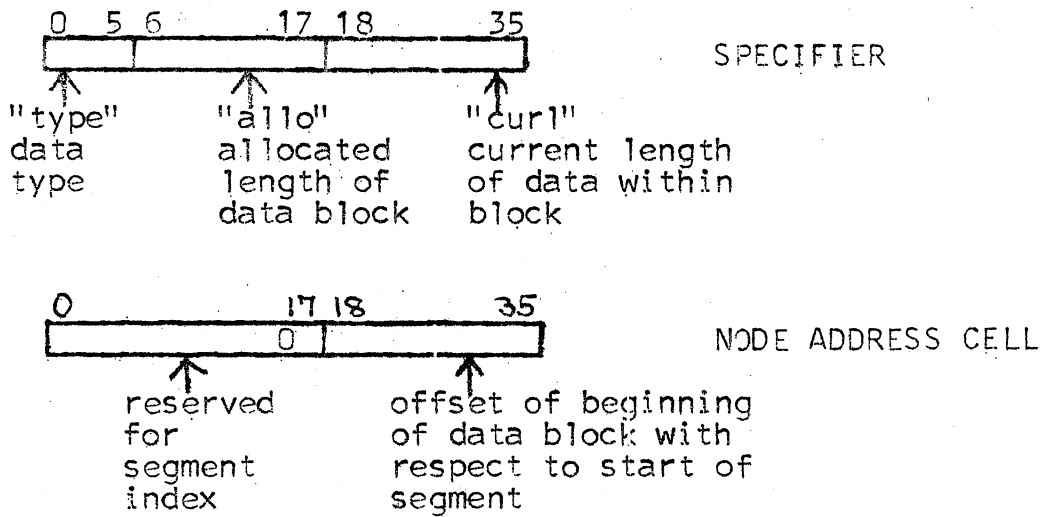 0 5 6 17 18 35
SPECIFIER
"type" "allo" "curl"
data allocated current length
type length of of data within
data block block
0 17 18 35
0
NODE ADDRESS CELL
reserved offset of beginning
for of data block with
segment respect to start of
index segment